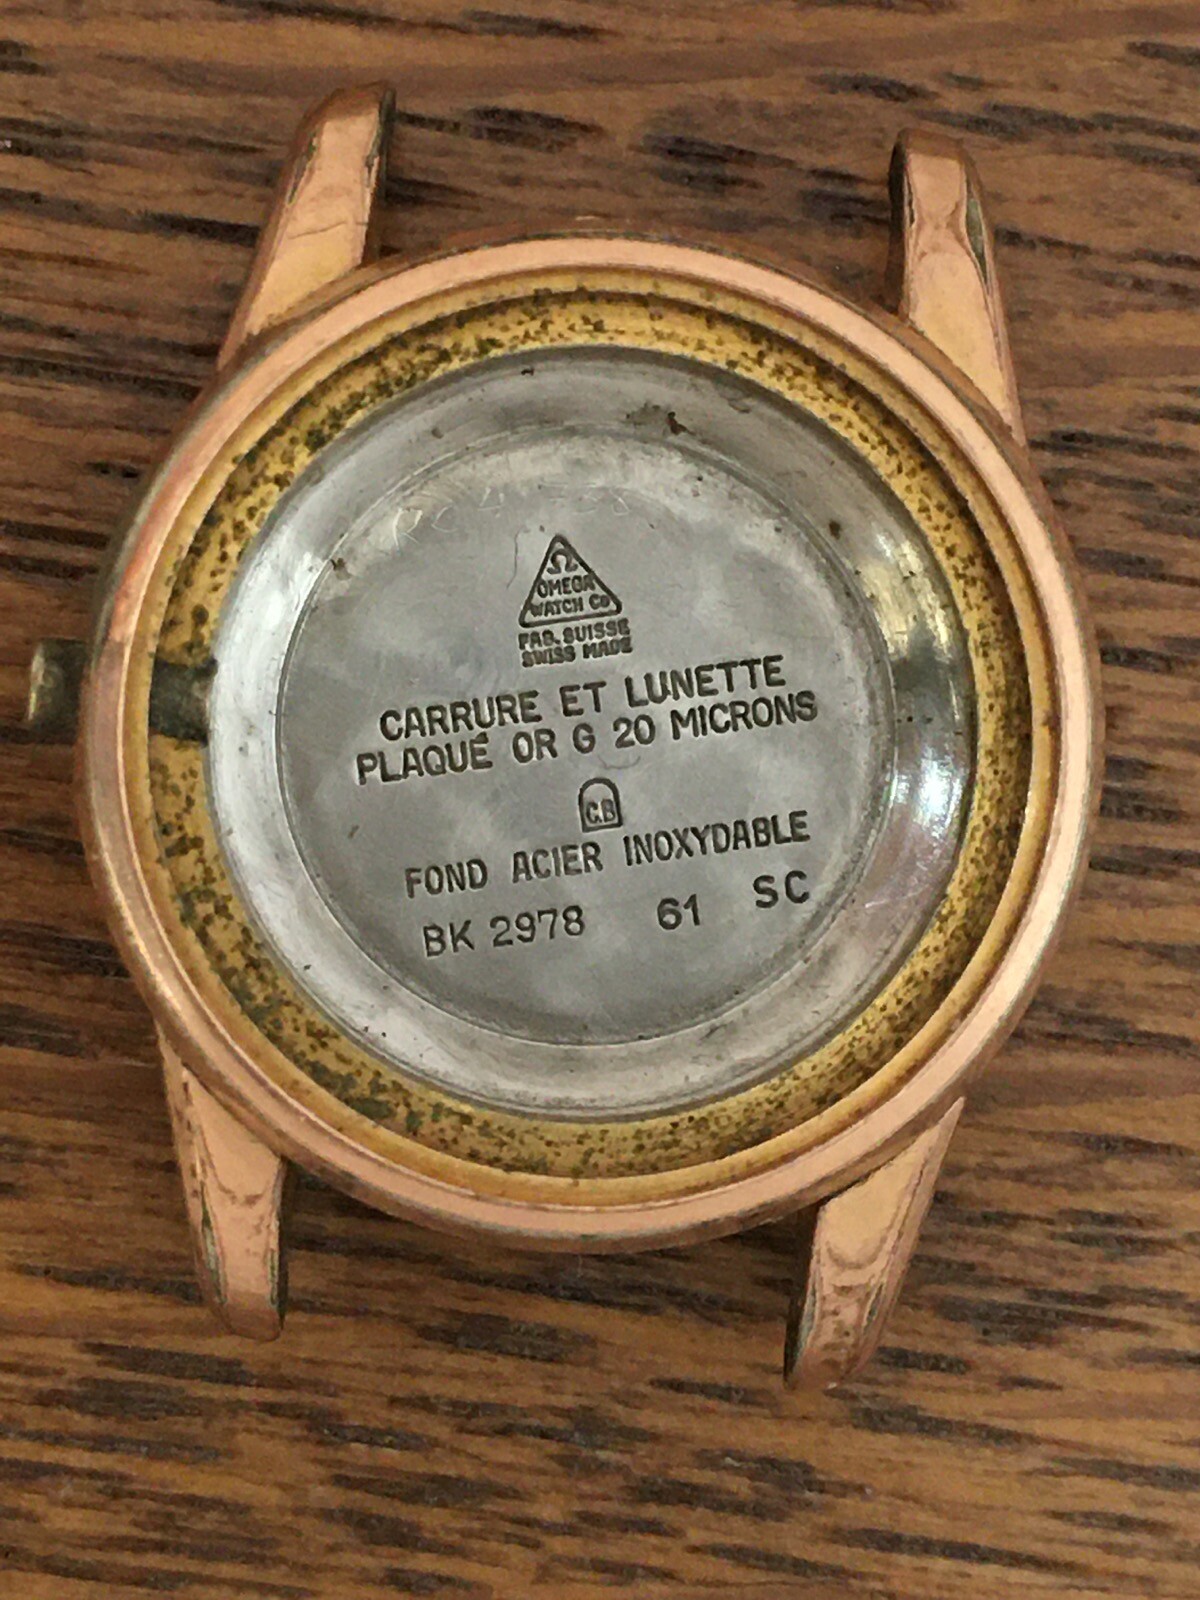 Ω
OMEGA
WATCH Co
FAB. SUISSE
SWISS MADE
CARRURE ET LUNETTE
PLAQUÉ OR G 20 MICRONS
C.B
FOND ACIER INOXYDABLE
BK 2978 61 SC